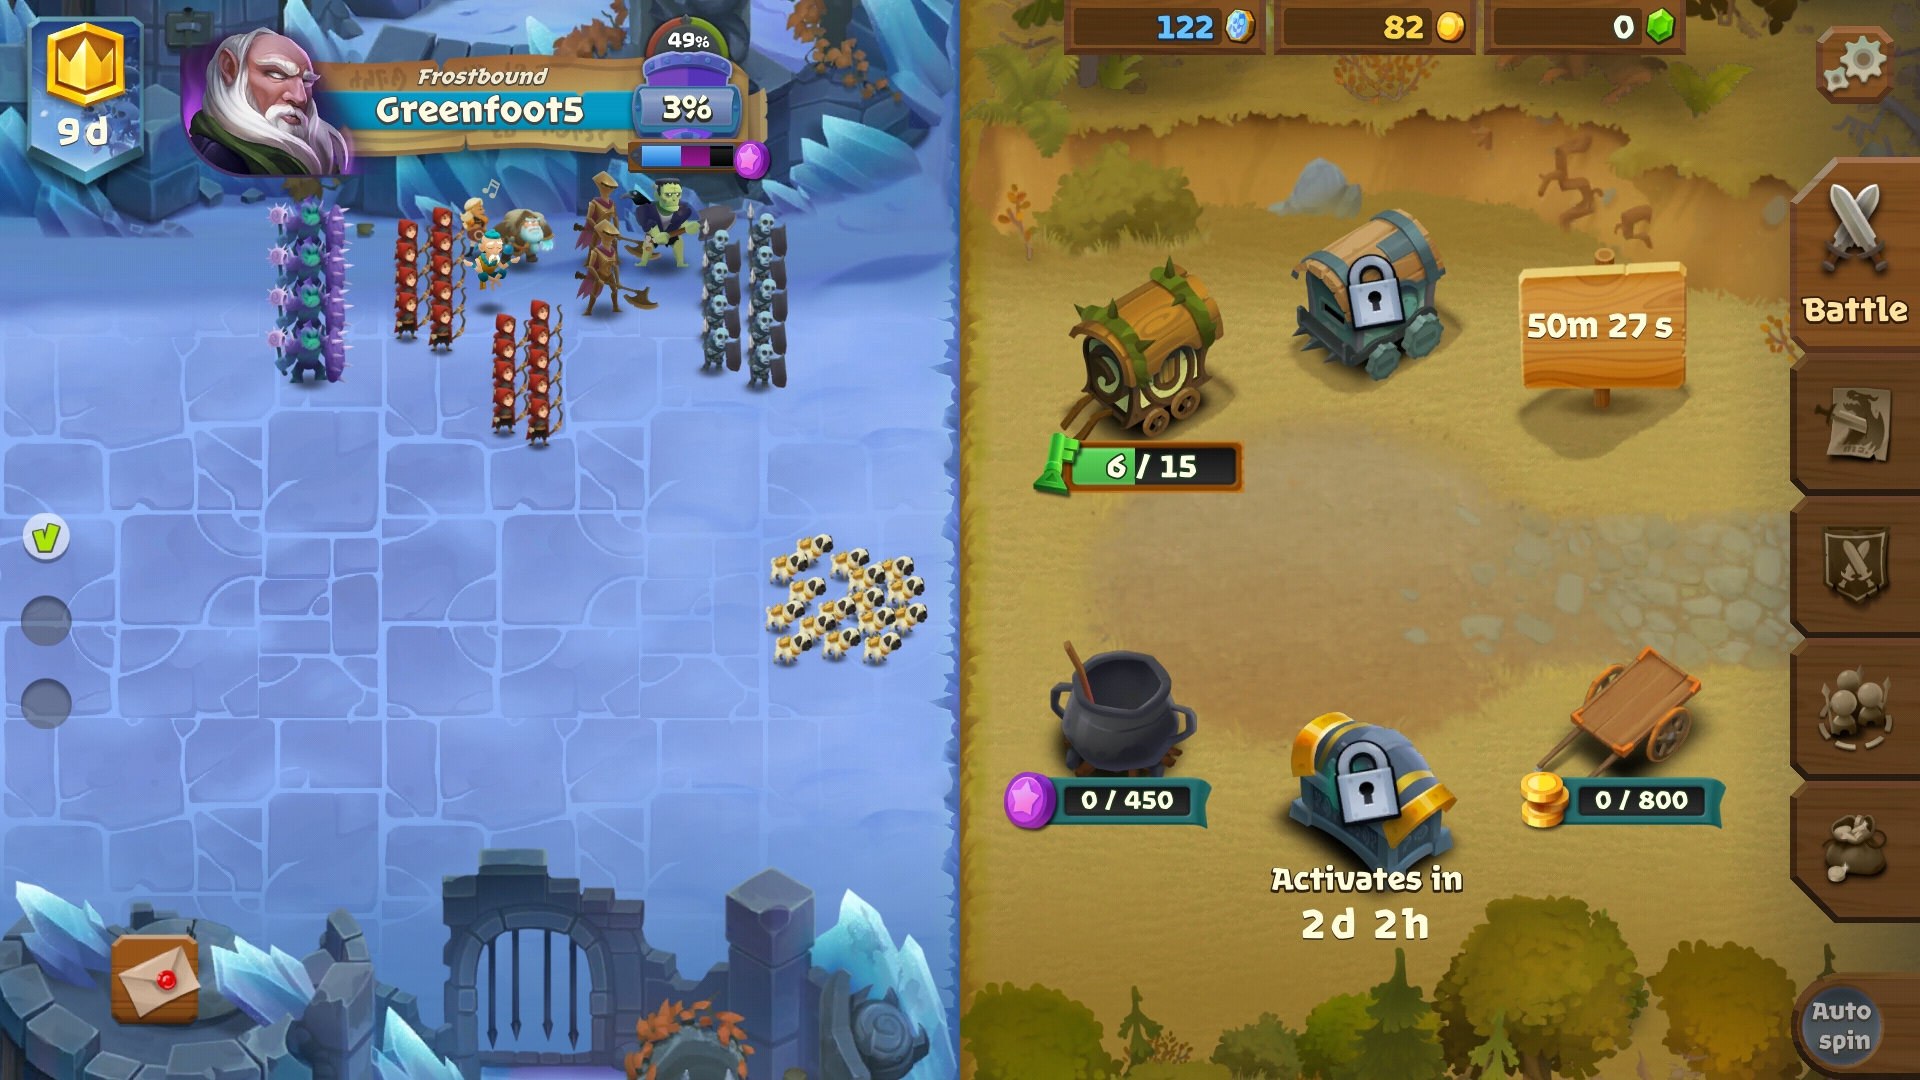 9d
Frostbound
Greenfoot5
49%
3%
122
82
0
50m 27s
6 / 15
0 / 450
0 / 800
Activates in
2d 2h
Battle
Auto
spin